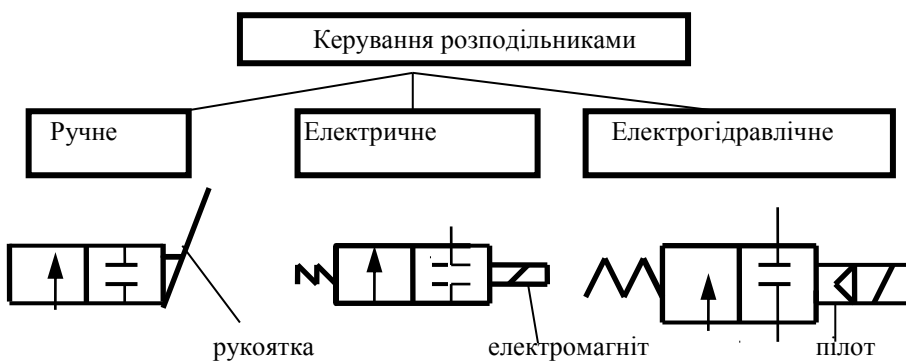 Керування розподільниками
Ручне
Електричне
Електрогідравлічне
рукоятка
електромагніт
пілот